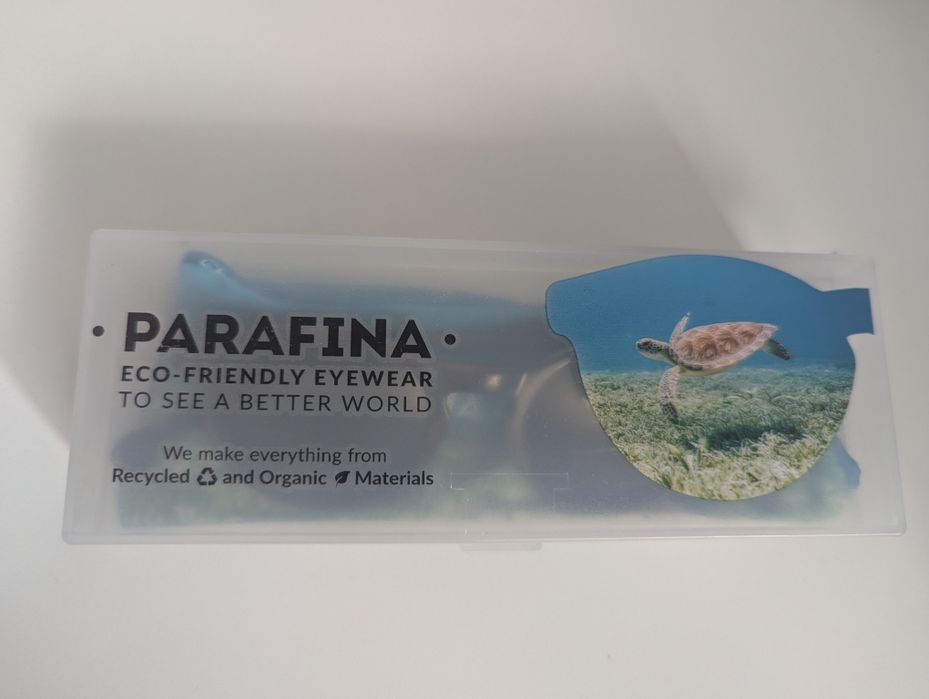 • PARAFINA •
ECO-FRIENDLY EYEWEAR
TO SEE A BETTER WORLD
We make everything from
Recycled ♻ and Organic Materials